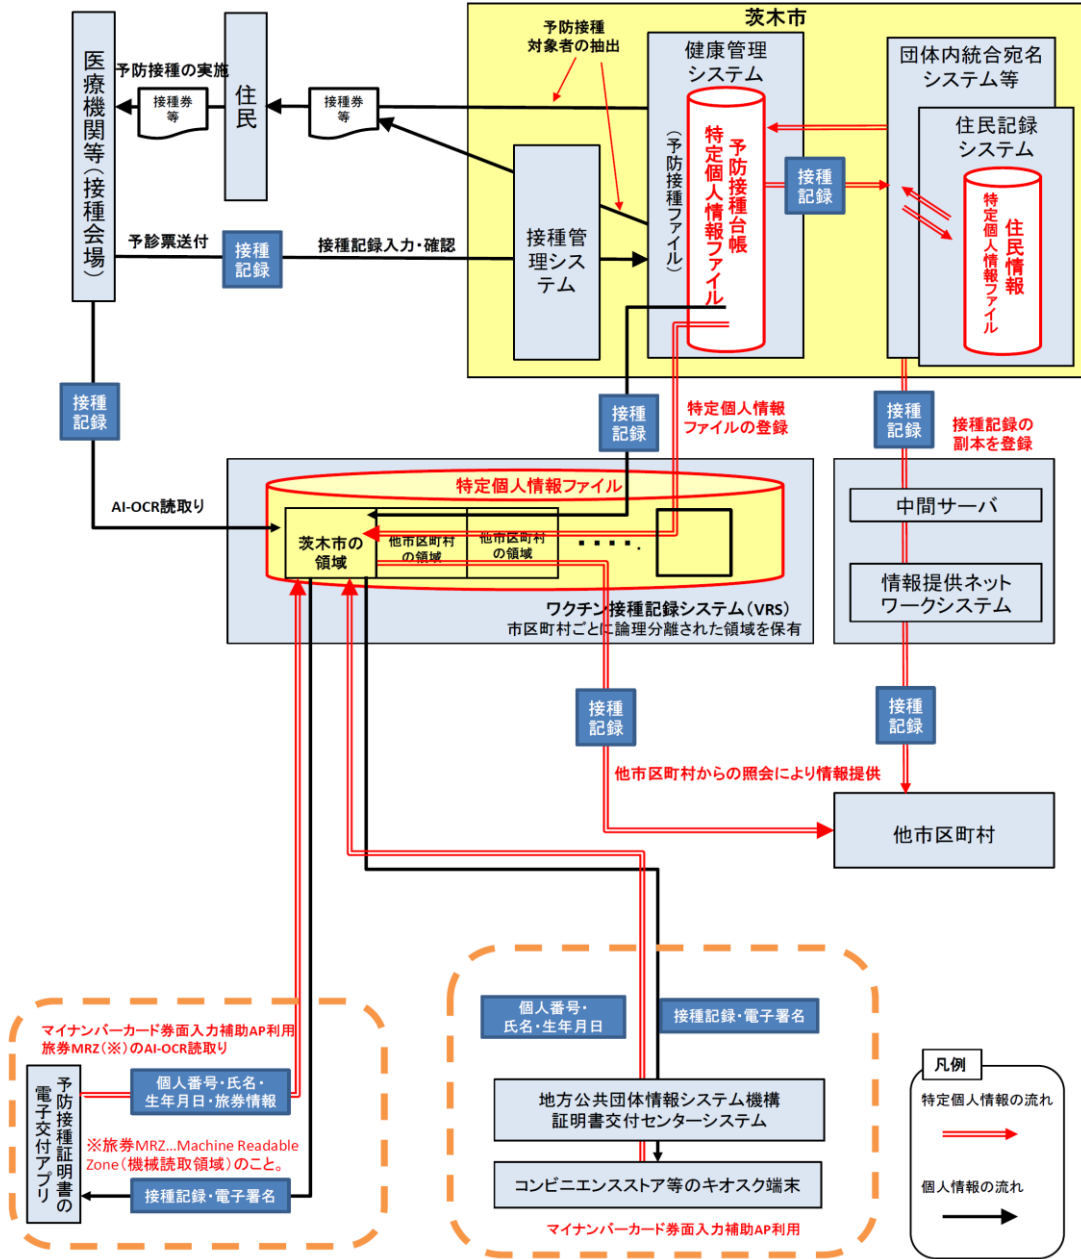 茨木市
予防接種
対象者の抽出
健康管理
システム
団体内統合宛名
システム等
医療機関等(接種会場)
予防接種の実施
接種券
等
住民
接種券
等
(予防接種ファイル)
予防接種台帳
特定個人情報ファイル
接種
記録
住民記録
システム
住民情報
特定個人情報ファイル
接種管
理シス
テム
予診票送付
接種
記録
接種記録入力・確認
接種
記録
接種
記録
特定個人情報
ファイルの登録
接種
記録
接種記録の
副本を登録
AI-OCR読取り
特定個人情報ファイル
茨木市の
領域
他市区町村
の領域
他市区町村
の領域
・・・・・
ワクチン接種記録システム(VRS)
市区町村ごとに論理分離された領域を保有
中間サーバ
情報提供ネット
ワークシステム
接種
記録
接種
記録
他市区町村からの照会により情報提供
他市区町村
マイナンバーカード券面入力補助AP利用
旅券MRZ(※)のAI-OCR読取り
予防接種証明書の
電子交付アプリ
個人番号・氏名・
生年月日・旅券情報
※旅券MRZ…Machine Readable
Zone(機械読取領域)のこと。
接種記録・電子署名
個人番号・
氏名・生年月日
接種記録・電子署名
地方公共団体情報システム機構
証明書交付センターシステム
コンビニエンスストア等のキオスク端末
マイナンバーカード券面入力補助AP利用
凡例
特定個人情報の流れ
個人情報の流れ